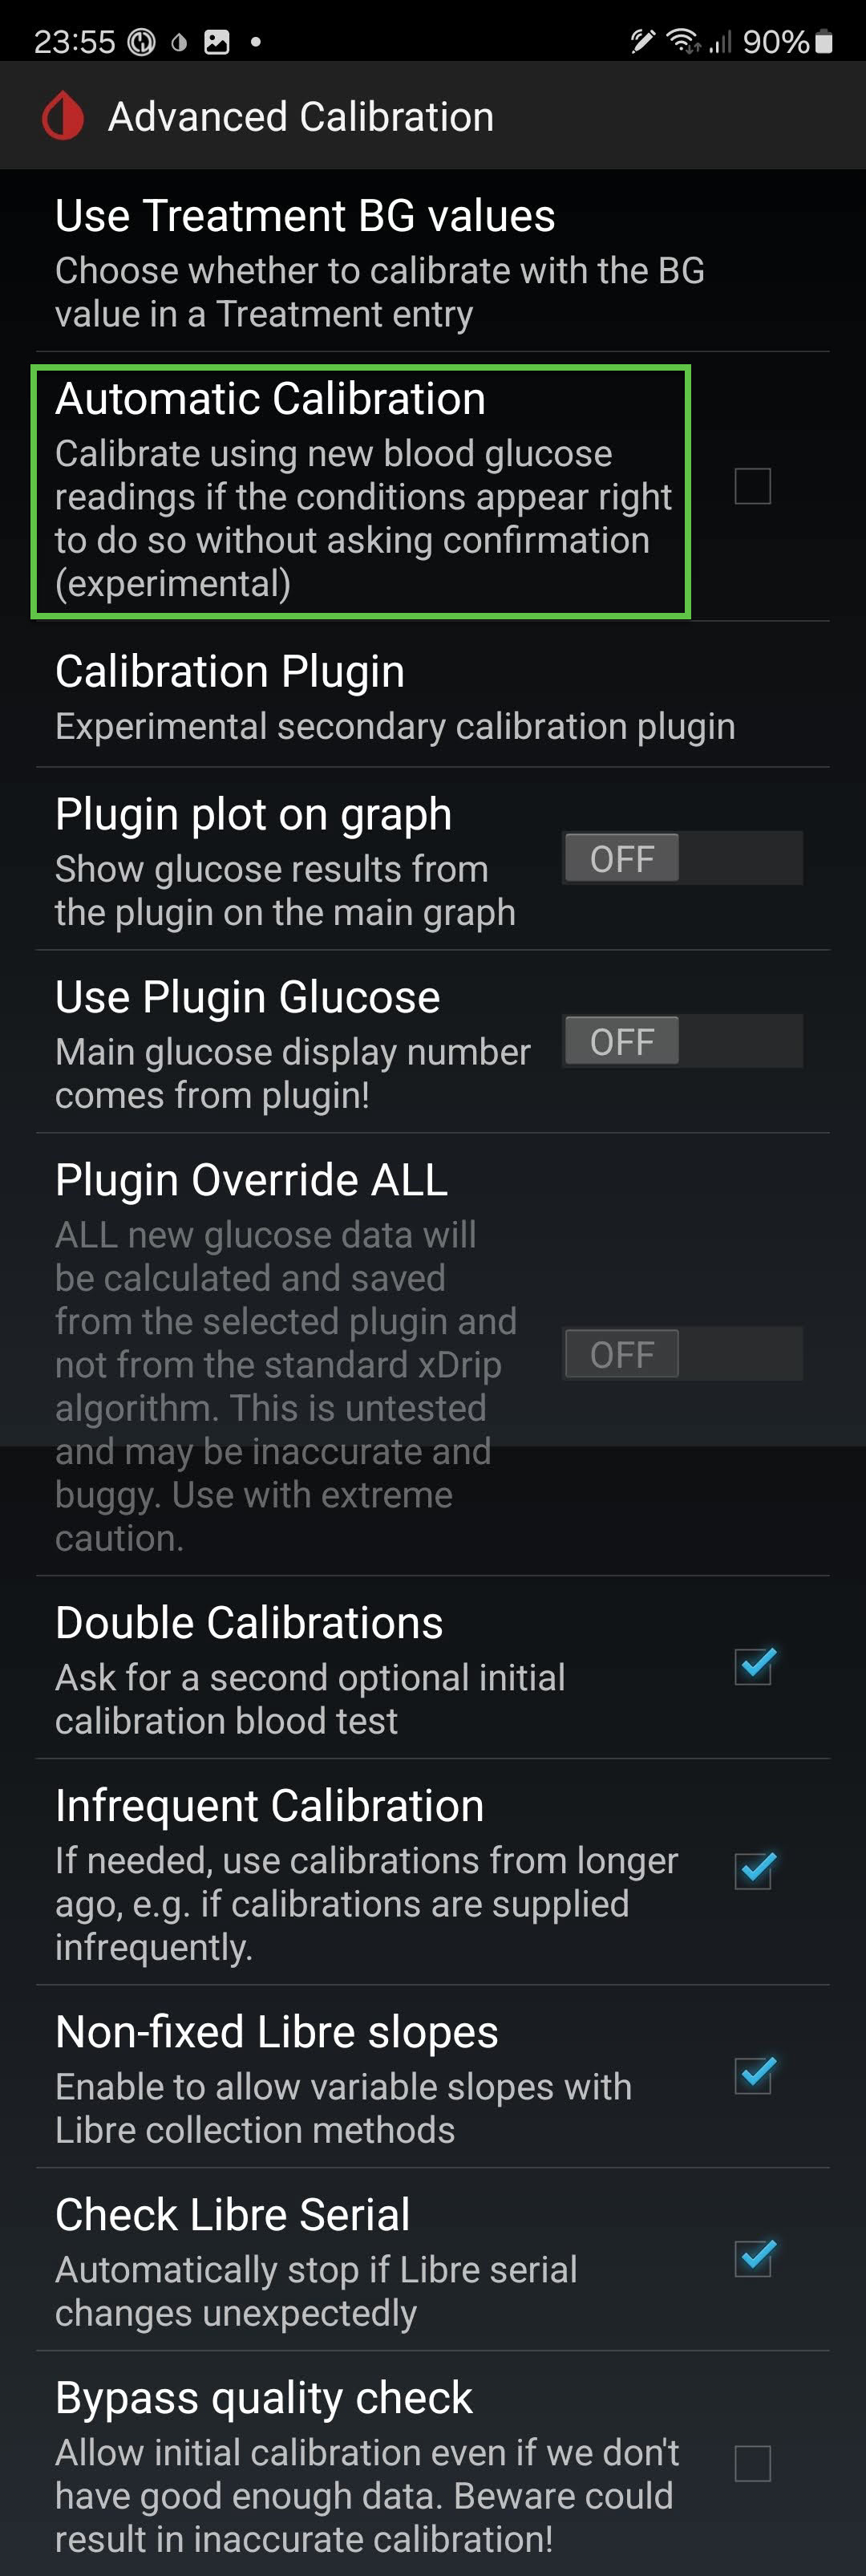 23:55
90%
Advanced Calibration
Use Treatment BG values
Choose whether to calibrate with the BG
value in a Treatment entry
Automatic Calibration
Calibrate using new blood glucose
readings if the conditions appear right
to do so without asking confirmation
(experimental)
Calibration Plugin
Experimental secondary calibration plugin
Plugin plot on graph
Show glucose results from
the plugin on the main graph
OFF
Use Plugin Glucose
Main glucose display number
comes from plugin!
OFF
Plugin Override ALL
ALL new glucose data will
be calculated and saved
from the selected plugin and
not from the standard xDrip
algorithm. This is untested
and may be inaccurate and
buggy. Use with extreme
caution.
OFF
Double Calibrations
Ask for a second optional initial
calibration blood test
Infrequent Calibration
If needed, use calibrations from longer
ago, e.g. if calibrations are supplied
infrequently.
Non-fixed Libre slopes
Enable to allow variable slopes with
Libre collection methods
Check Libre Serial
Automatically stop if Libre serial
changes unexpectedly
Bypass quality check
Allow initial calibration even if we don't
have good enough data. Beware could
result in inaccurate calibration!